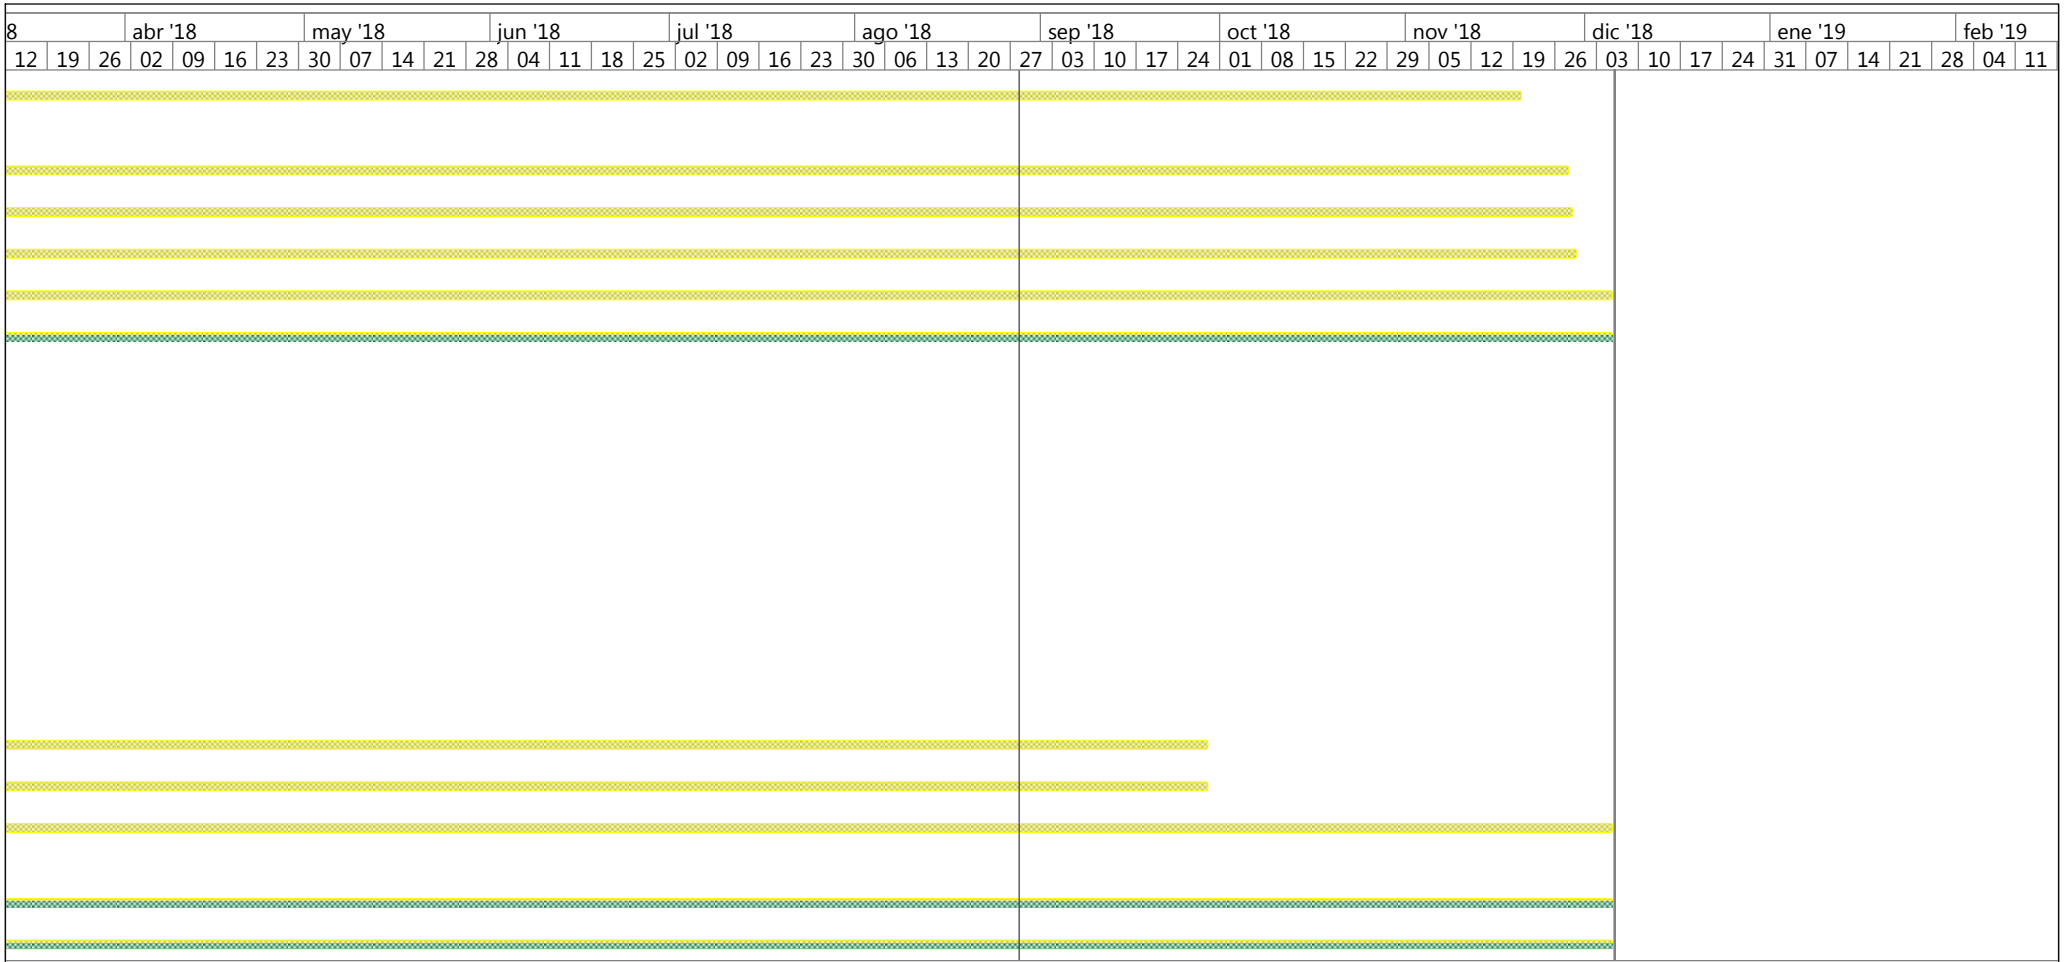 8 abr '18 may '18 jun '18 jul '18 ago '18 sep '18 oct '18 nov '18 dic '18 ene '19 feb '19
12 19 26 02 09 16 23 30 07 14 21 28 04 11 18 25 02 09 16 23 30 06 13 20 27 03 10 17 24 01 08 15 22 29 05 12 19 26 03 10 17 24 31 07 14 21 28 04 11